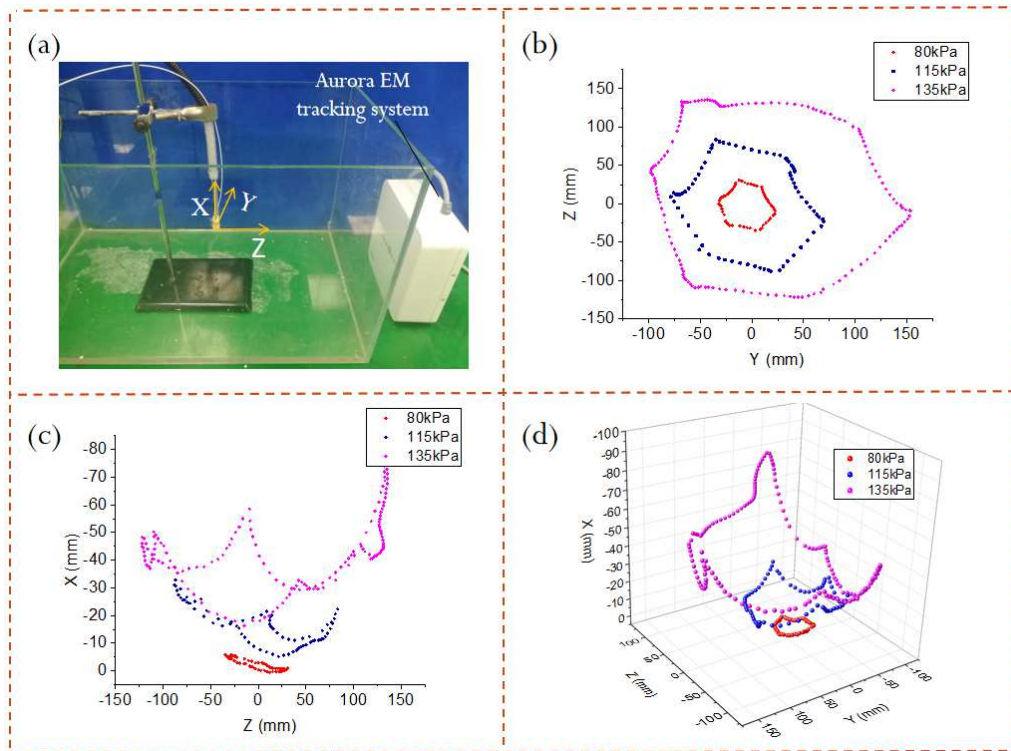 (a)
Aurora EM
tracking system
X
Y
Z
(b)
80kPa
115kPa
135kPa
150
100
50
0
-50
-100
-150
Z (mm)
-100 -50 0 50 100 150
Y (mm)
(c)
80kPa
115kPa
135kPa
-80
-70
-60
-50
-40
-30
-20
-10
0
X (mm)
-150 -100 -50 0 50 100 150
Z (mm)
(d)
80kPa
115kPa
135kPa
-100
-90
-80
-70
-60
-50
-40
-30
-20
-10
0
X (mm)
100
50
0
-50
-100
Z (mm)
150
100
50
0
-50
-100
Y (mm)